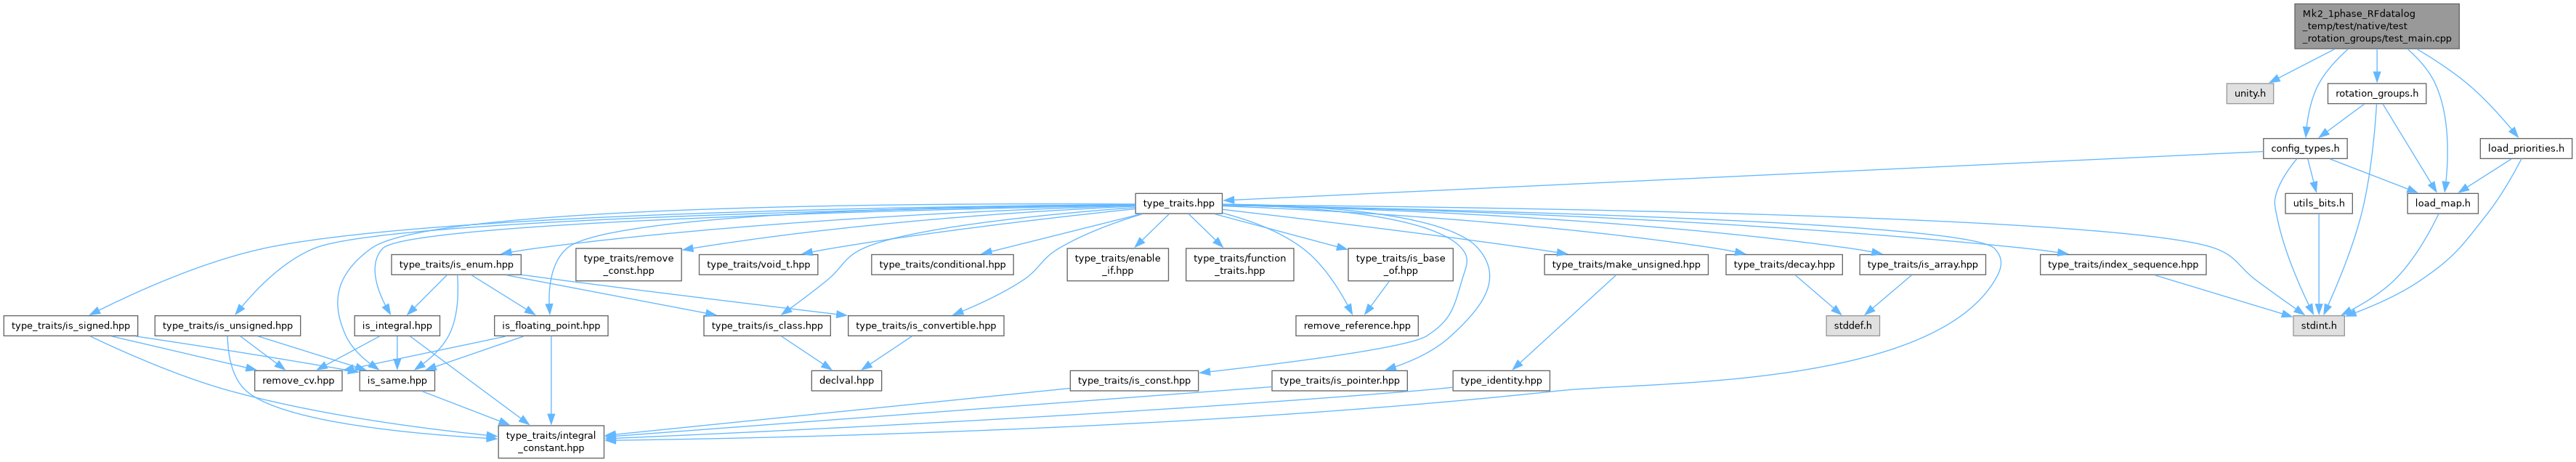 Mk2_1phase_RFdatalog
_temp/test/native/test
_rotation_groups/test_main.cpp
unity.h
rotation_groups.h
config_types.h
load_priorities.h
type_traits.hpp
utils_bits.h
load_map.h
type_traits/is_enum.hpp
type_traits/remove
_const.hpp
type_traits/void_t.hpp
type_traits/conditional.hpp
type_traits/enable
_if.hpp
type_traits/function
_traits.hpp
type_traits/is_base
_of.hpp
type_traits/make_unsigned.hpp
type_traits/decay.hpp
type_traits/is_array.hpp
type_traits/index_sequence.hpp
type_traits/is_signed.hpp
type_traits/is_unsigned.hpp
is_integral.hpp
is_floating_point.hpp
type_traits/is_class.hpp
type_traits/is_convertible.hpp
remove_reference.hpp
stddef.h
stdint.h
remove_cv.hpp
is_same.hpp
declval.hpp
type_traits/is_const.hpp
type_traits/is_pointer.hpp
type_identity.hpp
type_traits/integral
_constant.hpp